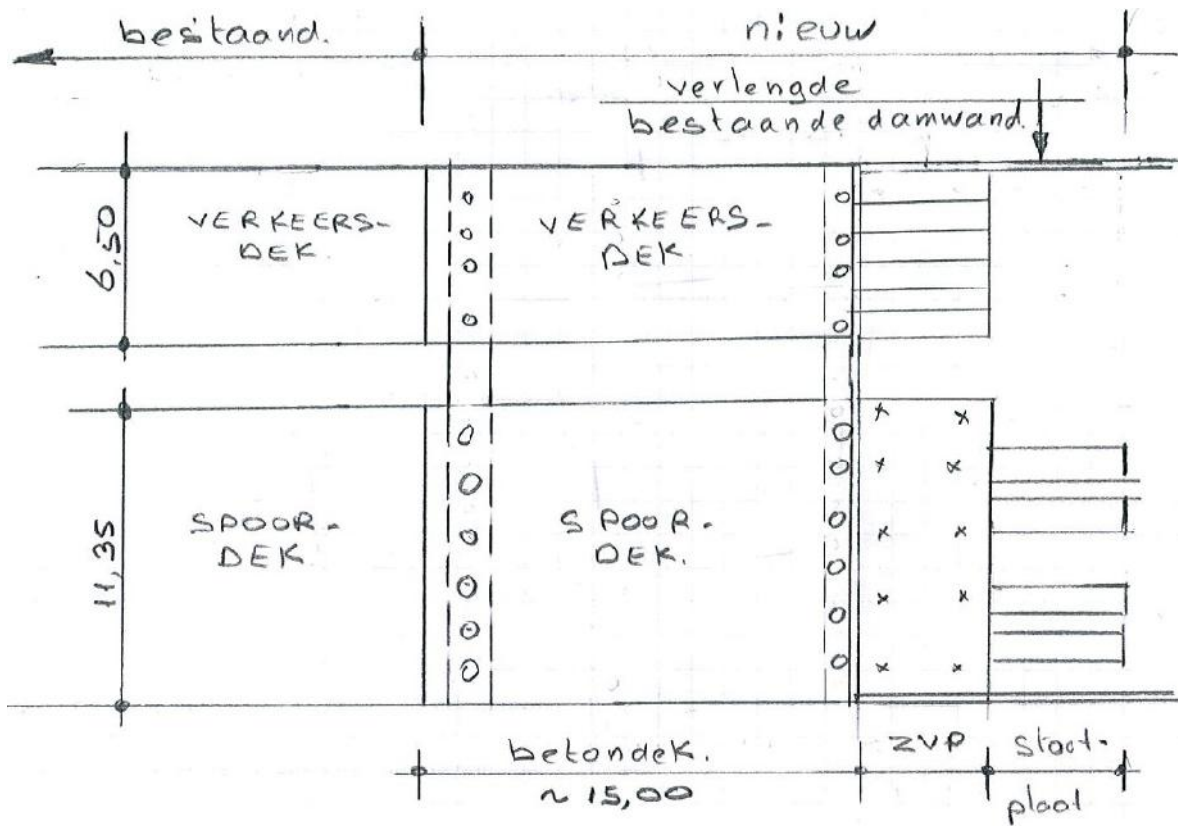 bestaand.
nieuw
verlengde
bestaande damwand.
6,50
VERKEERS-
DEK
VERKEERS-
DEK
11,35
SPOOR-
DEK
SPOOR-
DEK.
betondek.
~15,00
ZVP
stoot-
plaat